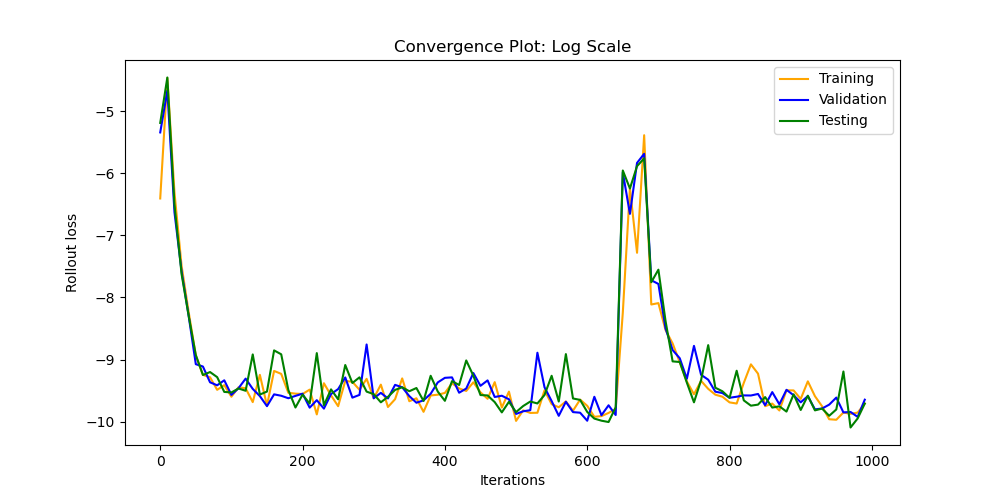 Convergence Plot: Log Scale
Training
Validation
Testing
Rollout loss
−5
−6
−7
−8
−9
−10
0
200
400
600
800
1000
Iterations